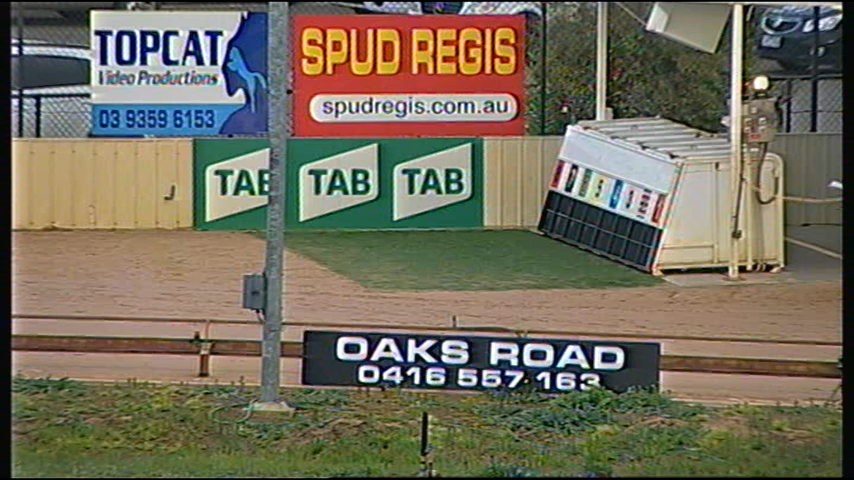 TOPCAT
Video Productions
03 9359 6153
SPUD REGIS
spudregis.com.au
TAB TAB TAB
OAKS ROAD
0416 557 163